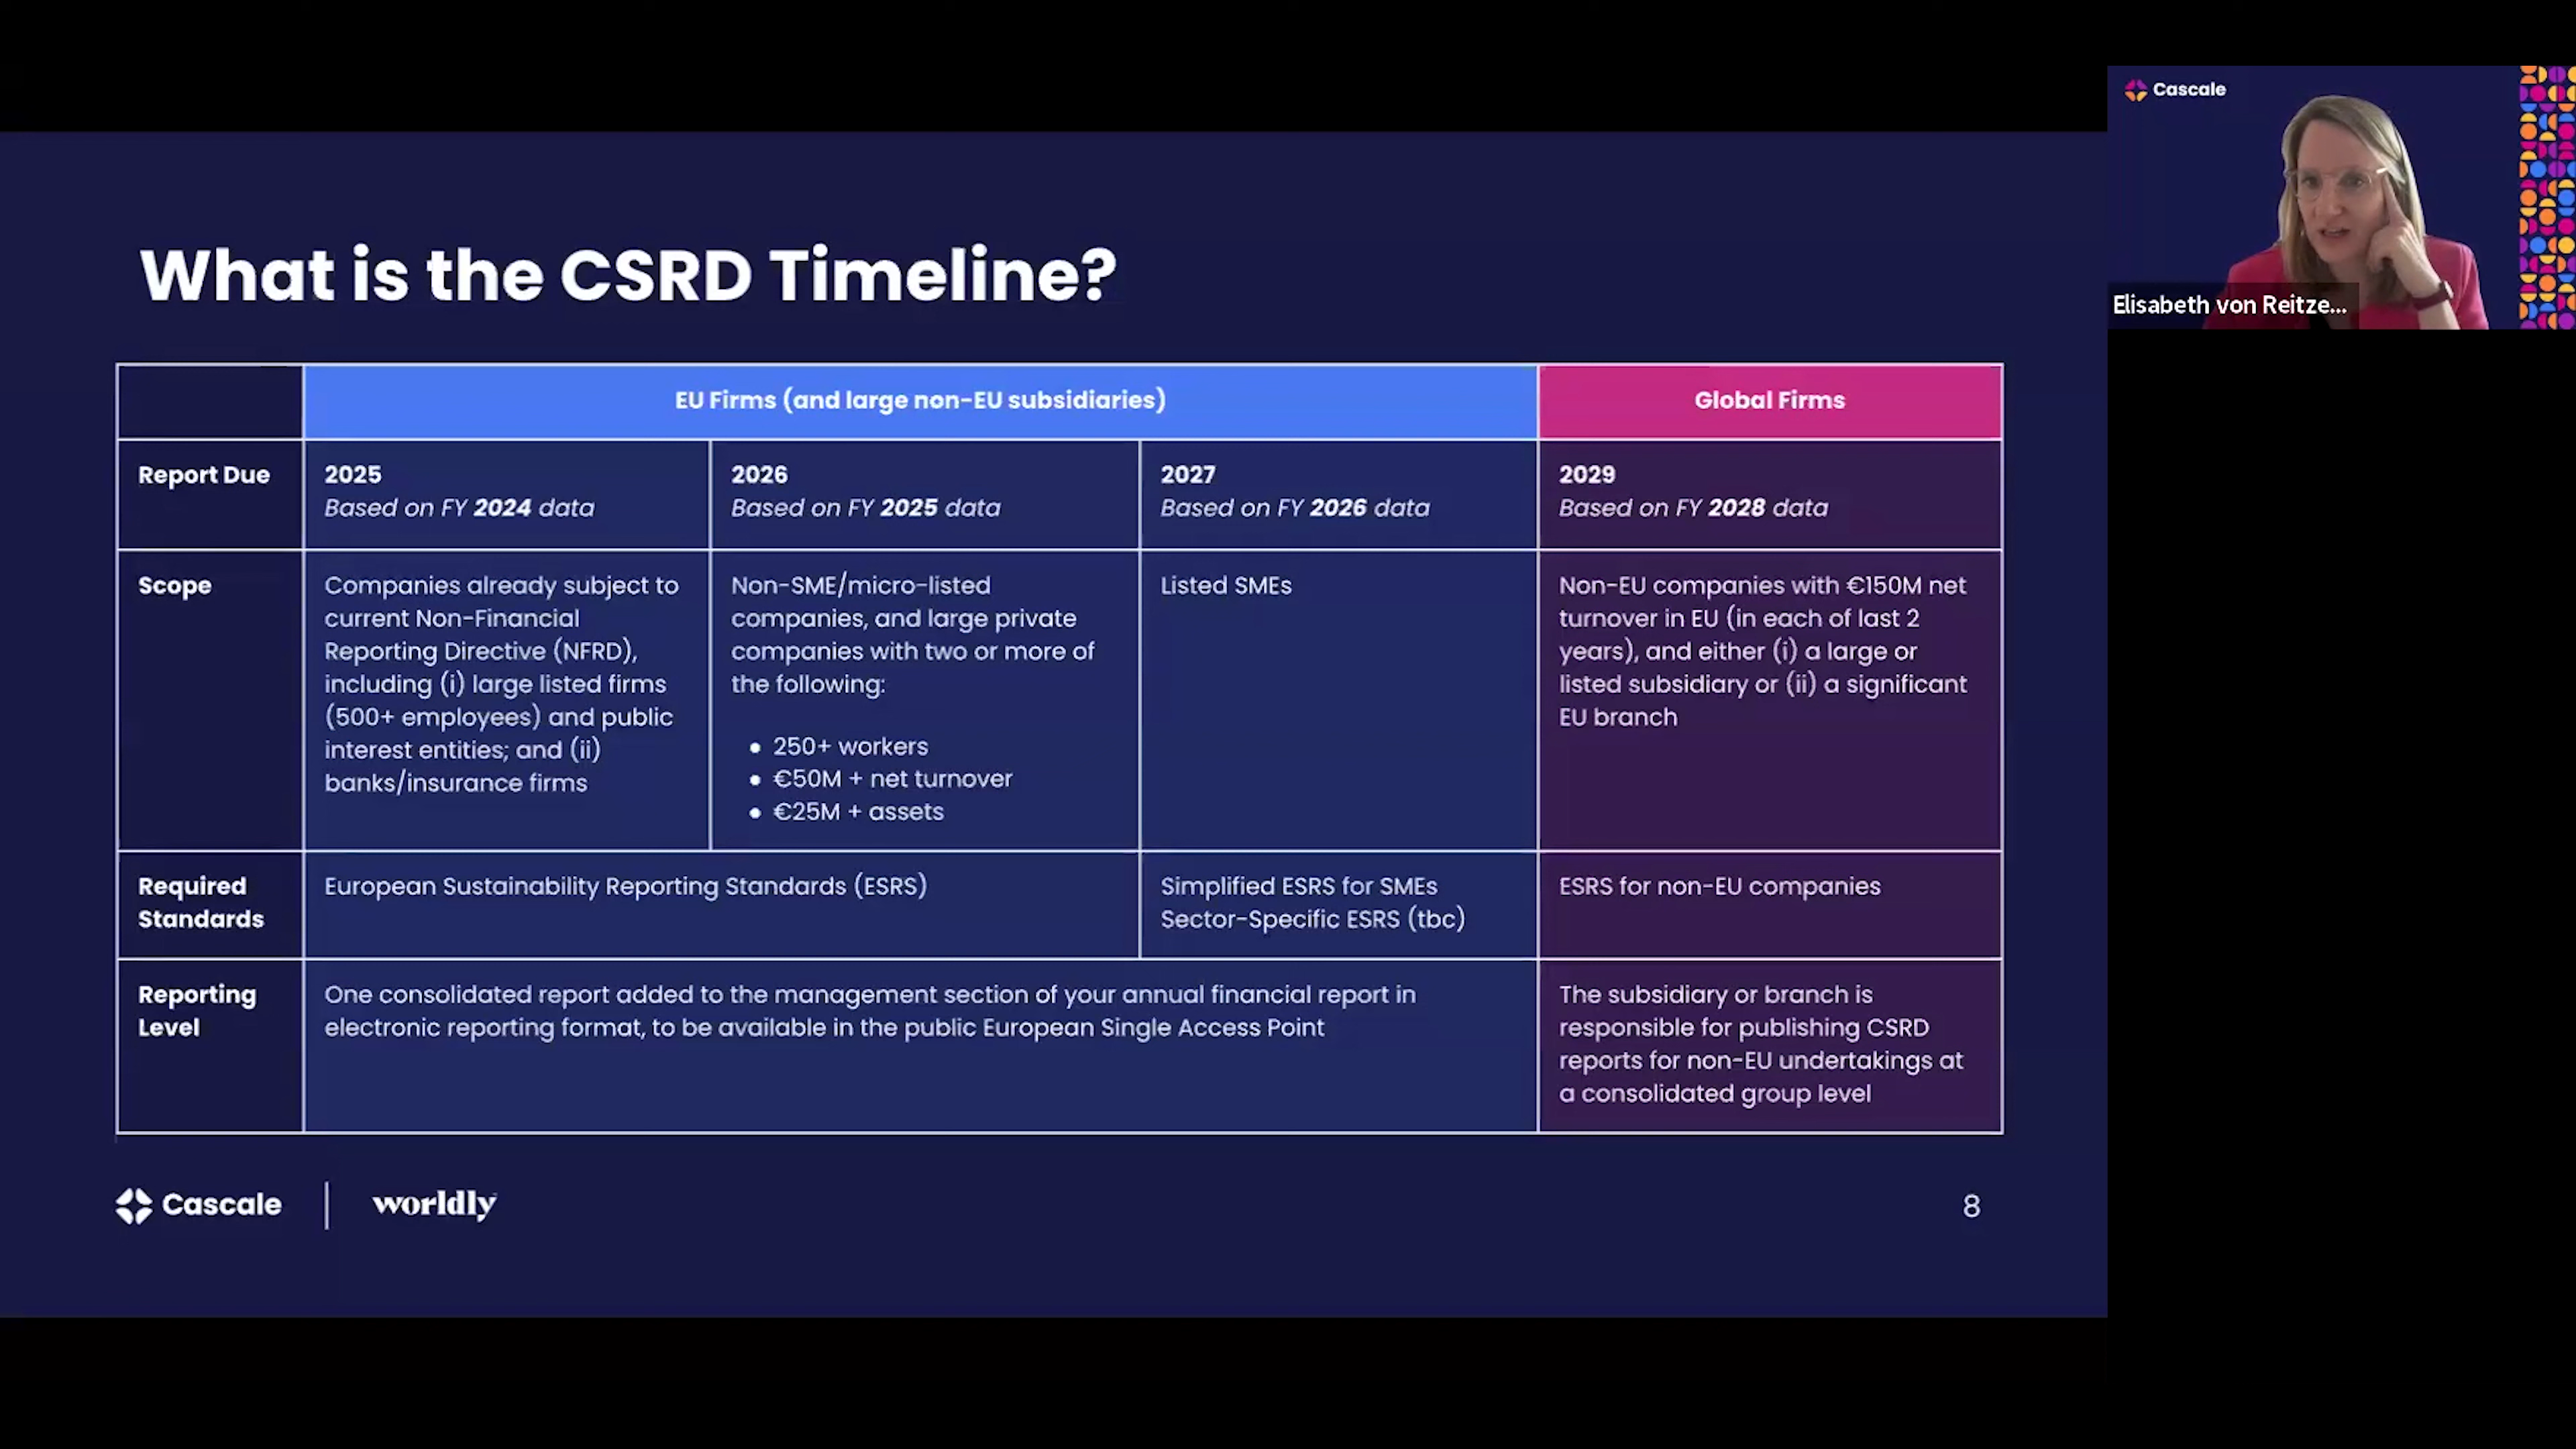 Cascale
Elisabeth von Reitze...
What is the CSRD Timeline?
EU Firms (and large non-EU subsidiaries)
Global Firms
Report Due
2025
Based on FY 2024 data
2026
Based on FY 2025 data
2027
Based on FY 2026 data
2029
Based on FY 2028 data
Scope
Companies already subject to
current Non-Financial
Reporting Directive (NFRD),
including (i) large listed firms
(500+ employees) and public
interest entities; and (ii)
banks/insurance firms
Non-SME/micro-listed
companies, and large private
companies with two or more of
the following:
• 250+ workers
• €50M + net turnover
• €25M + assets
Listed SMEs
Non-EU companies with €150M net
turnover in EU (in each of last 2
years), and either (i) a large or
listed subsidiary or (ii) a significant
EU branch
Required
Standards
European Sustainability Reporting Standards (ESRS)
Simplified ESRS for SMEs
Sector-Specific ESRS (tbc)
ESRS for non-EU companies
Reporting
Level
One consolidated report added to the management section of your annual financial report in
electronic reporting format, to be available in the public European Single Access Point
The subsidiary or branch is
responsible for publishing CSRD
reports for non-EU undertakings at
a consolidated group level
Cascale
worldly
8